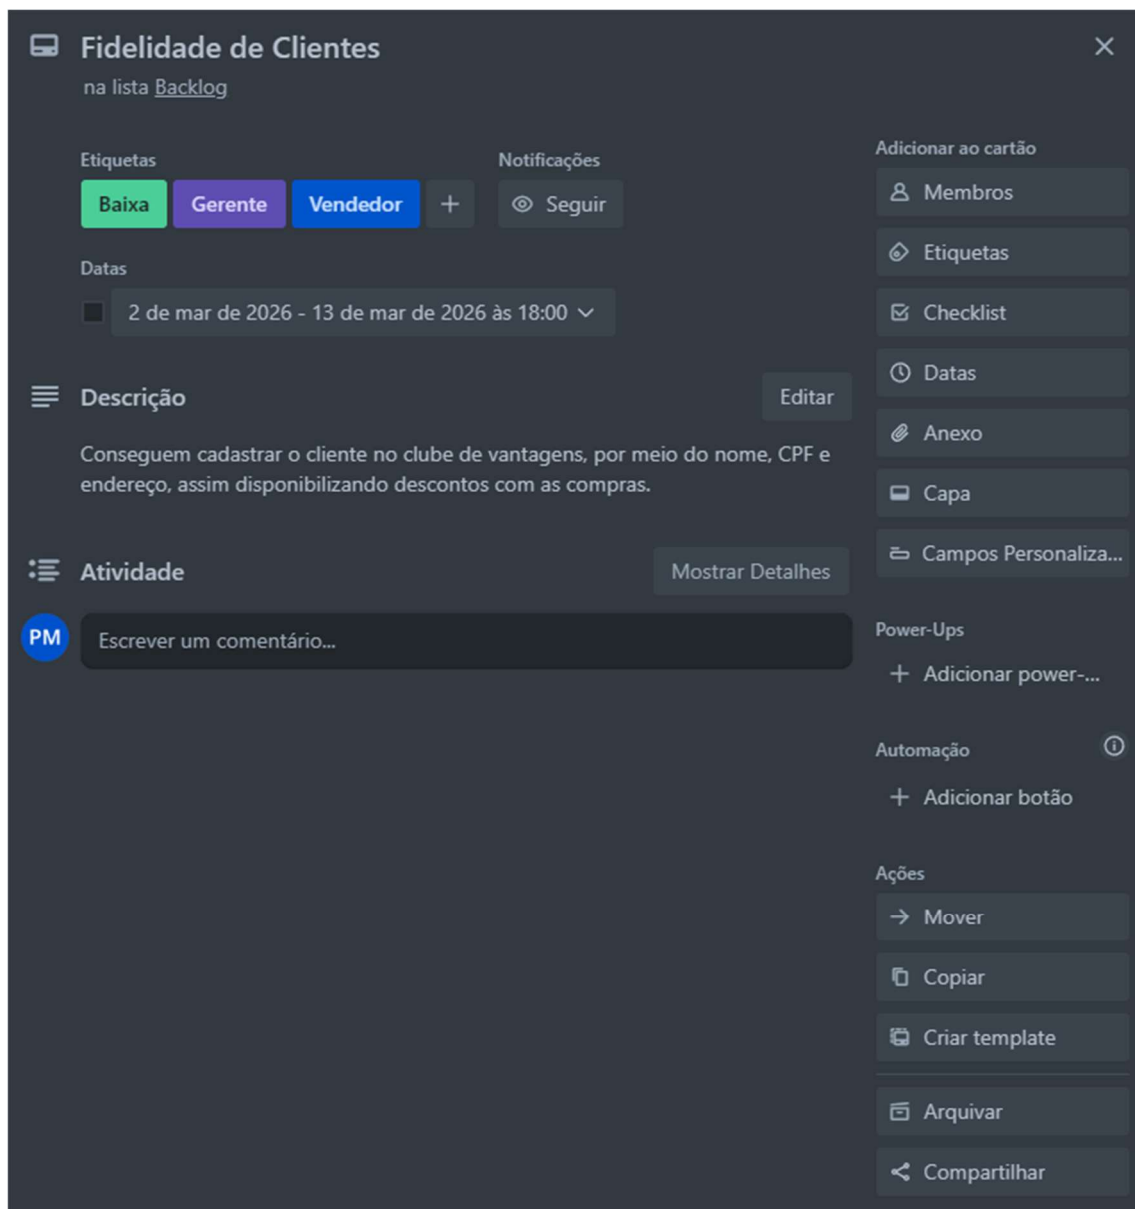 Fidelidade de Clientes
na lista Backlog
Etiquetas
Baixa
Gerente
Vendedor
Notificações
Seguir
Datas
2 de mar de 2026 - 13 de mar de 2026 às 18:00
Descrição
Editar
Conseguem cadastrar o cliente no clube de vantagens, por meio do nome, CPF e
endereço, assim disponibilizando descontos com as compras.
Atividade
Mostrar Detalhes
PM
Escrever um comentário...
Adicionar ao cartão
Membros
Etiquetas
Checklist
Datas
Anexo
Capa
Campos Personaliza...
Power-Ups
+ Adicionar power-...
Automação
+ Adicionar botão
Ações
Mover
Copiar
Criar template
Arquivar
Compartilhar